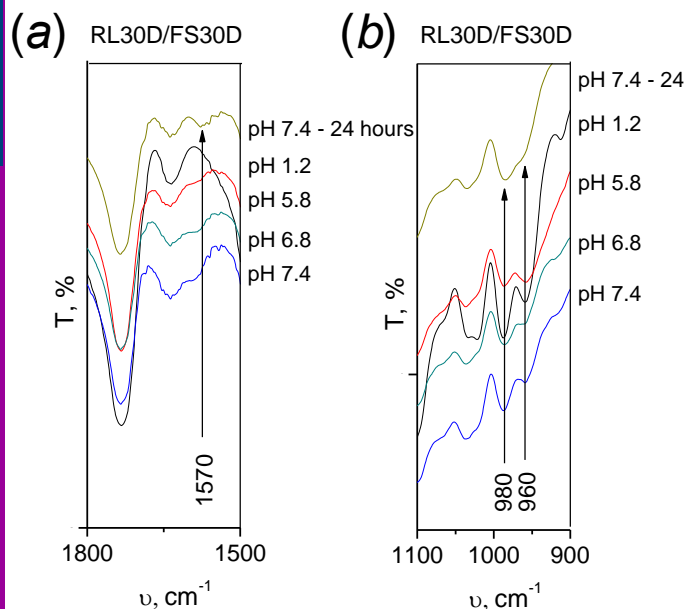 (a)
RL30D/FS30D
pH 7.4 - 24 hours
pH 1.2
pH 5.8
pH 6.8
pH 7.4
T, %
1570
1800
1500
υ, cm-1
(b)
RL30D/FS30D
pH 7.4 - 24
pH 1.2
pH 5.8
pH 6.8
pH 7.4
T, %
980
960
1100
1000
900
υ, cm-1